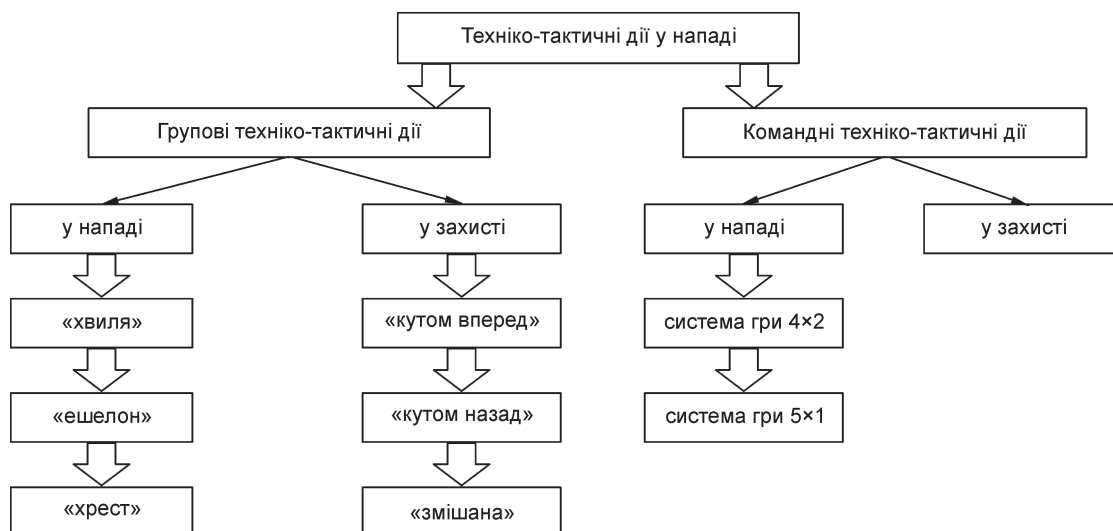 Техніко-тактичні дії у нападі
Групові техніко-тактичні дії
Командні техніко-тактичні дії
у нападі
у захисті
у нападі
у захисті
«хвиля»
«кутом вперед»
система гри 4×2
«ешелон»
«кутом назад»
система гри 5×1
«хрест»
«змішана»